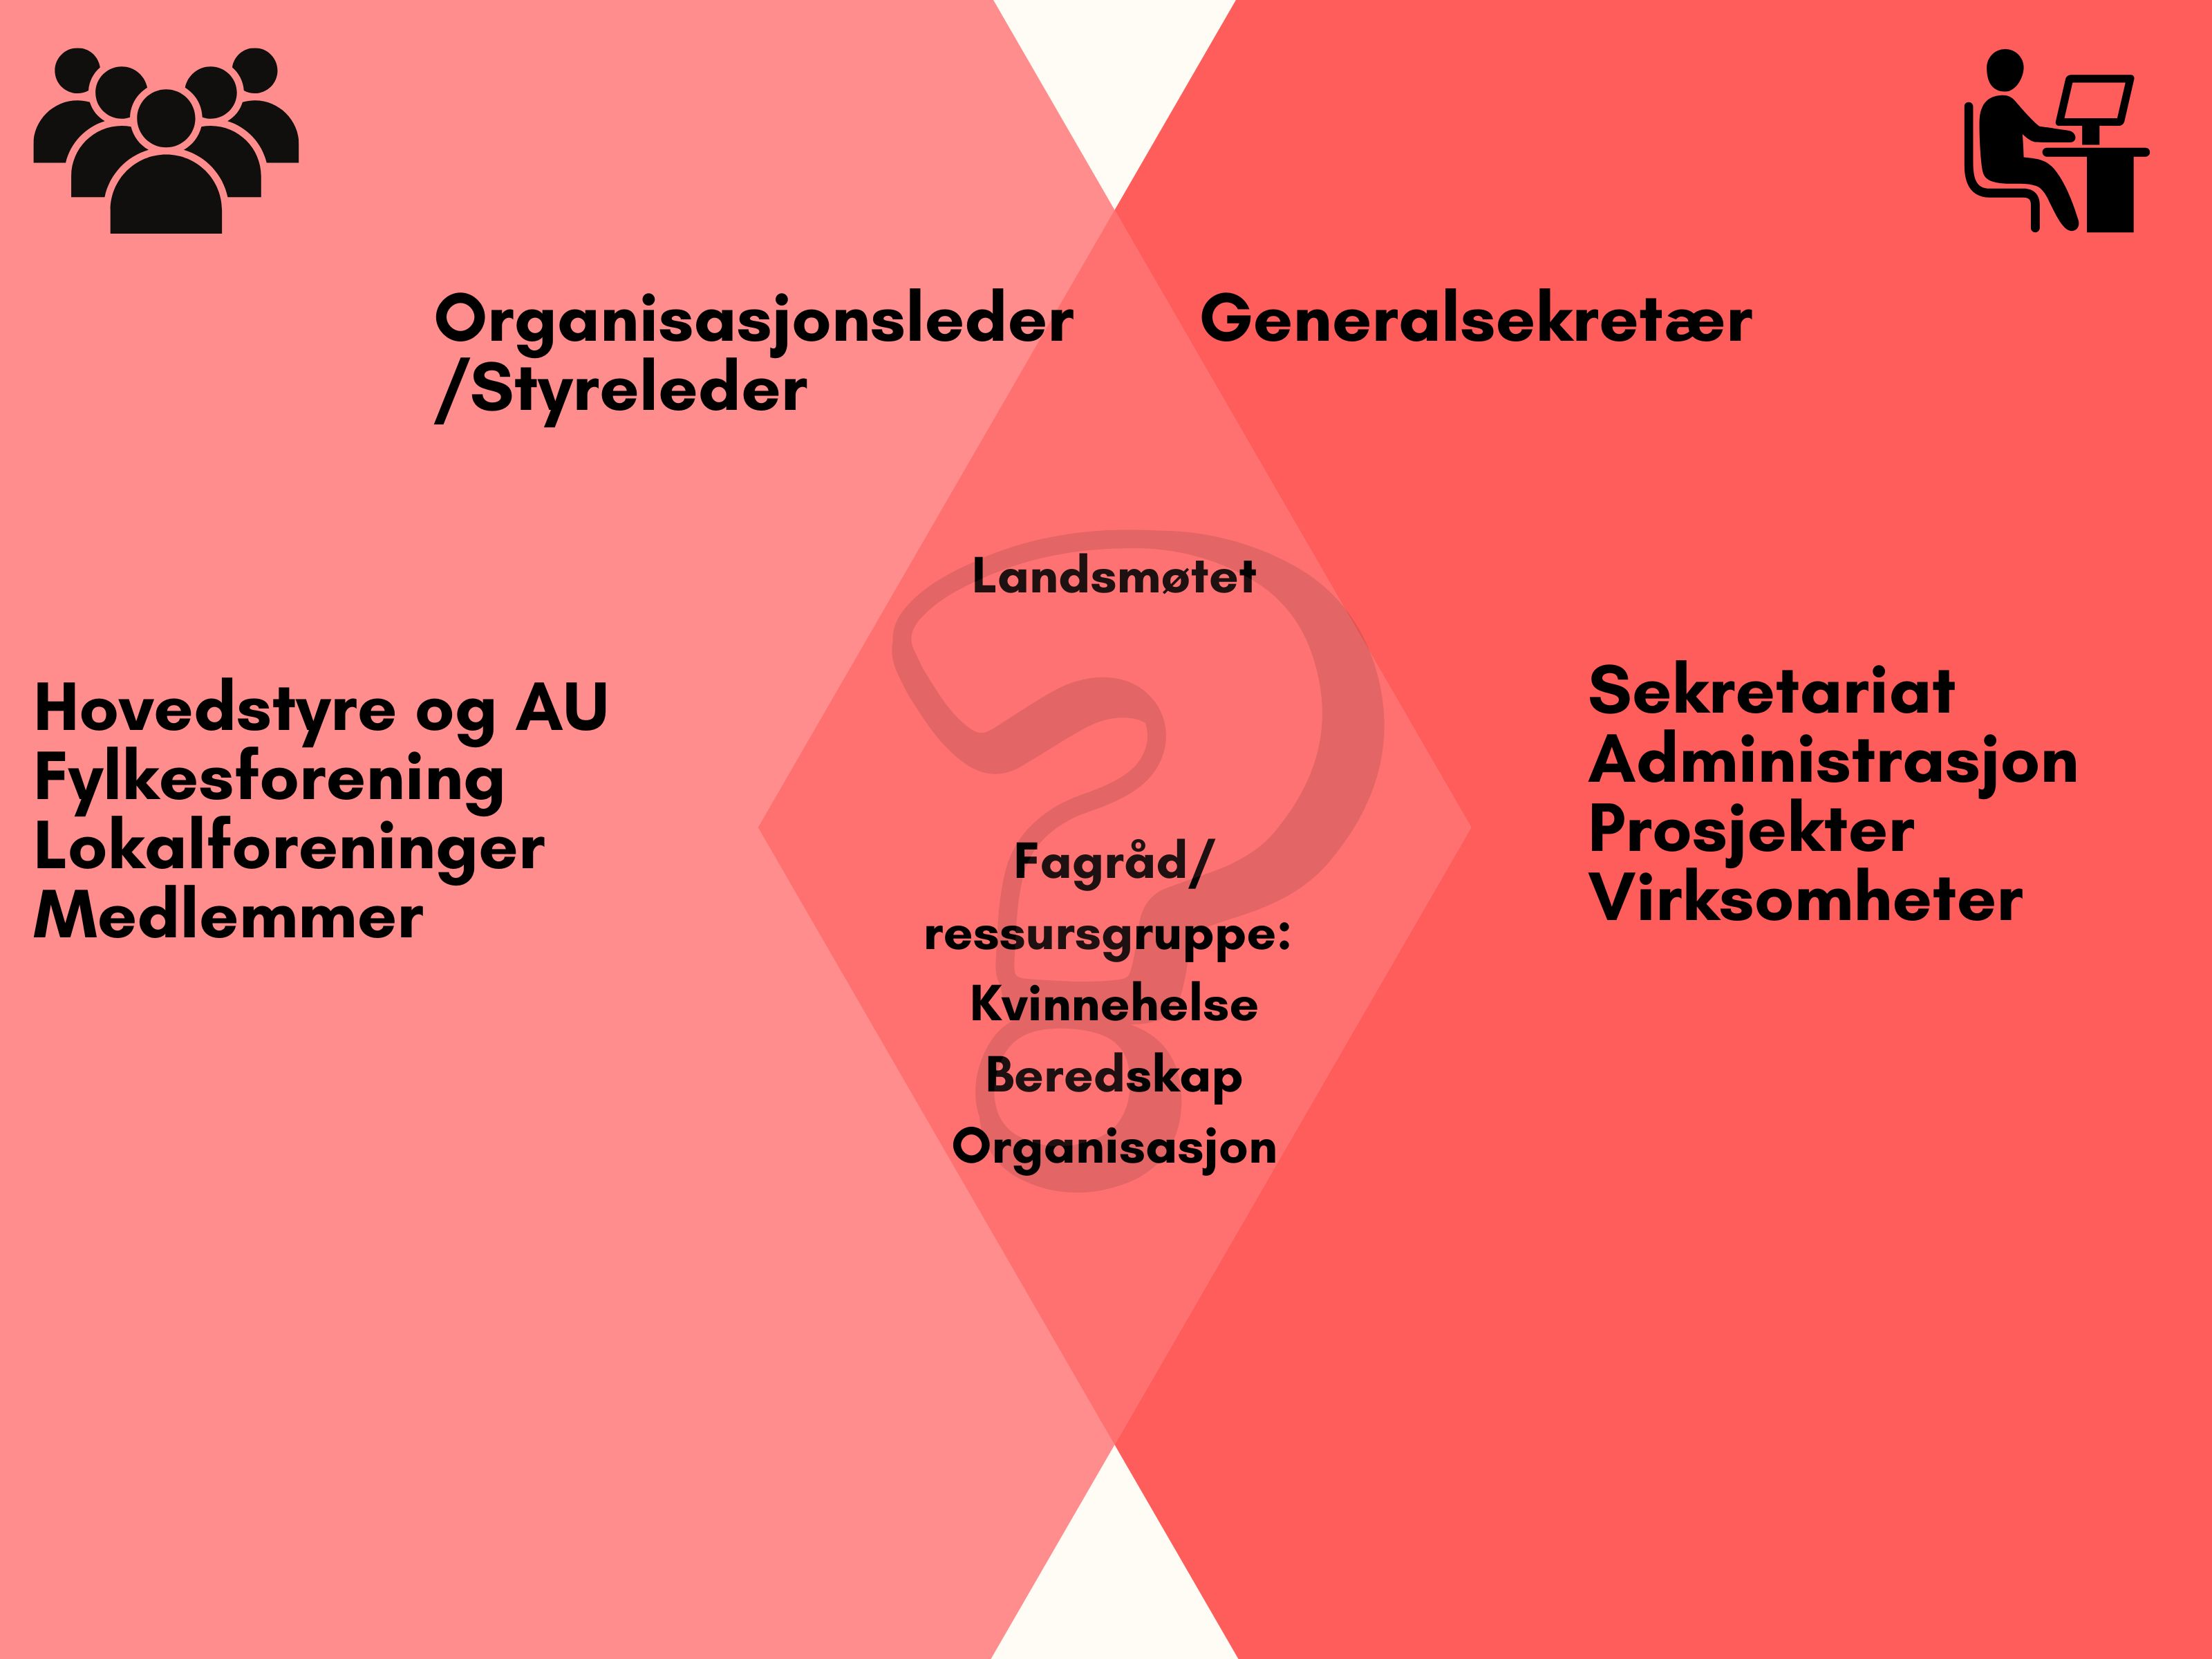 Organisasjonsleder
/Styreleder
Generalsekretær
Landsmøtet
Hovedstyre og AU
Fylkesforening
Lokalforeninger
Medlemmer
Fagråd/
ressursgruppe:
Kvinnehelse
Beredskap
Organisasjon
Sekretariat
Administrasjon
Prosjekter
Virksomheter